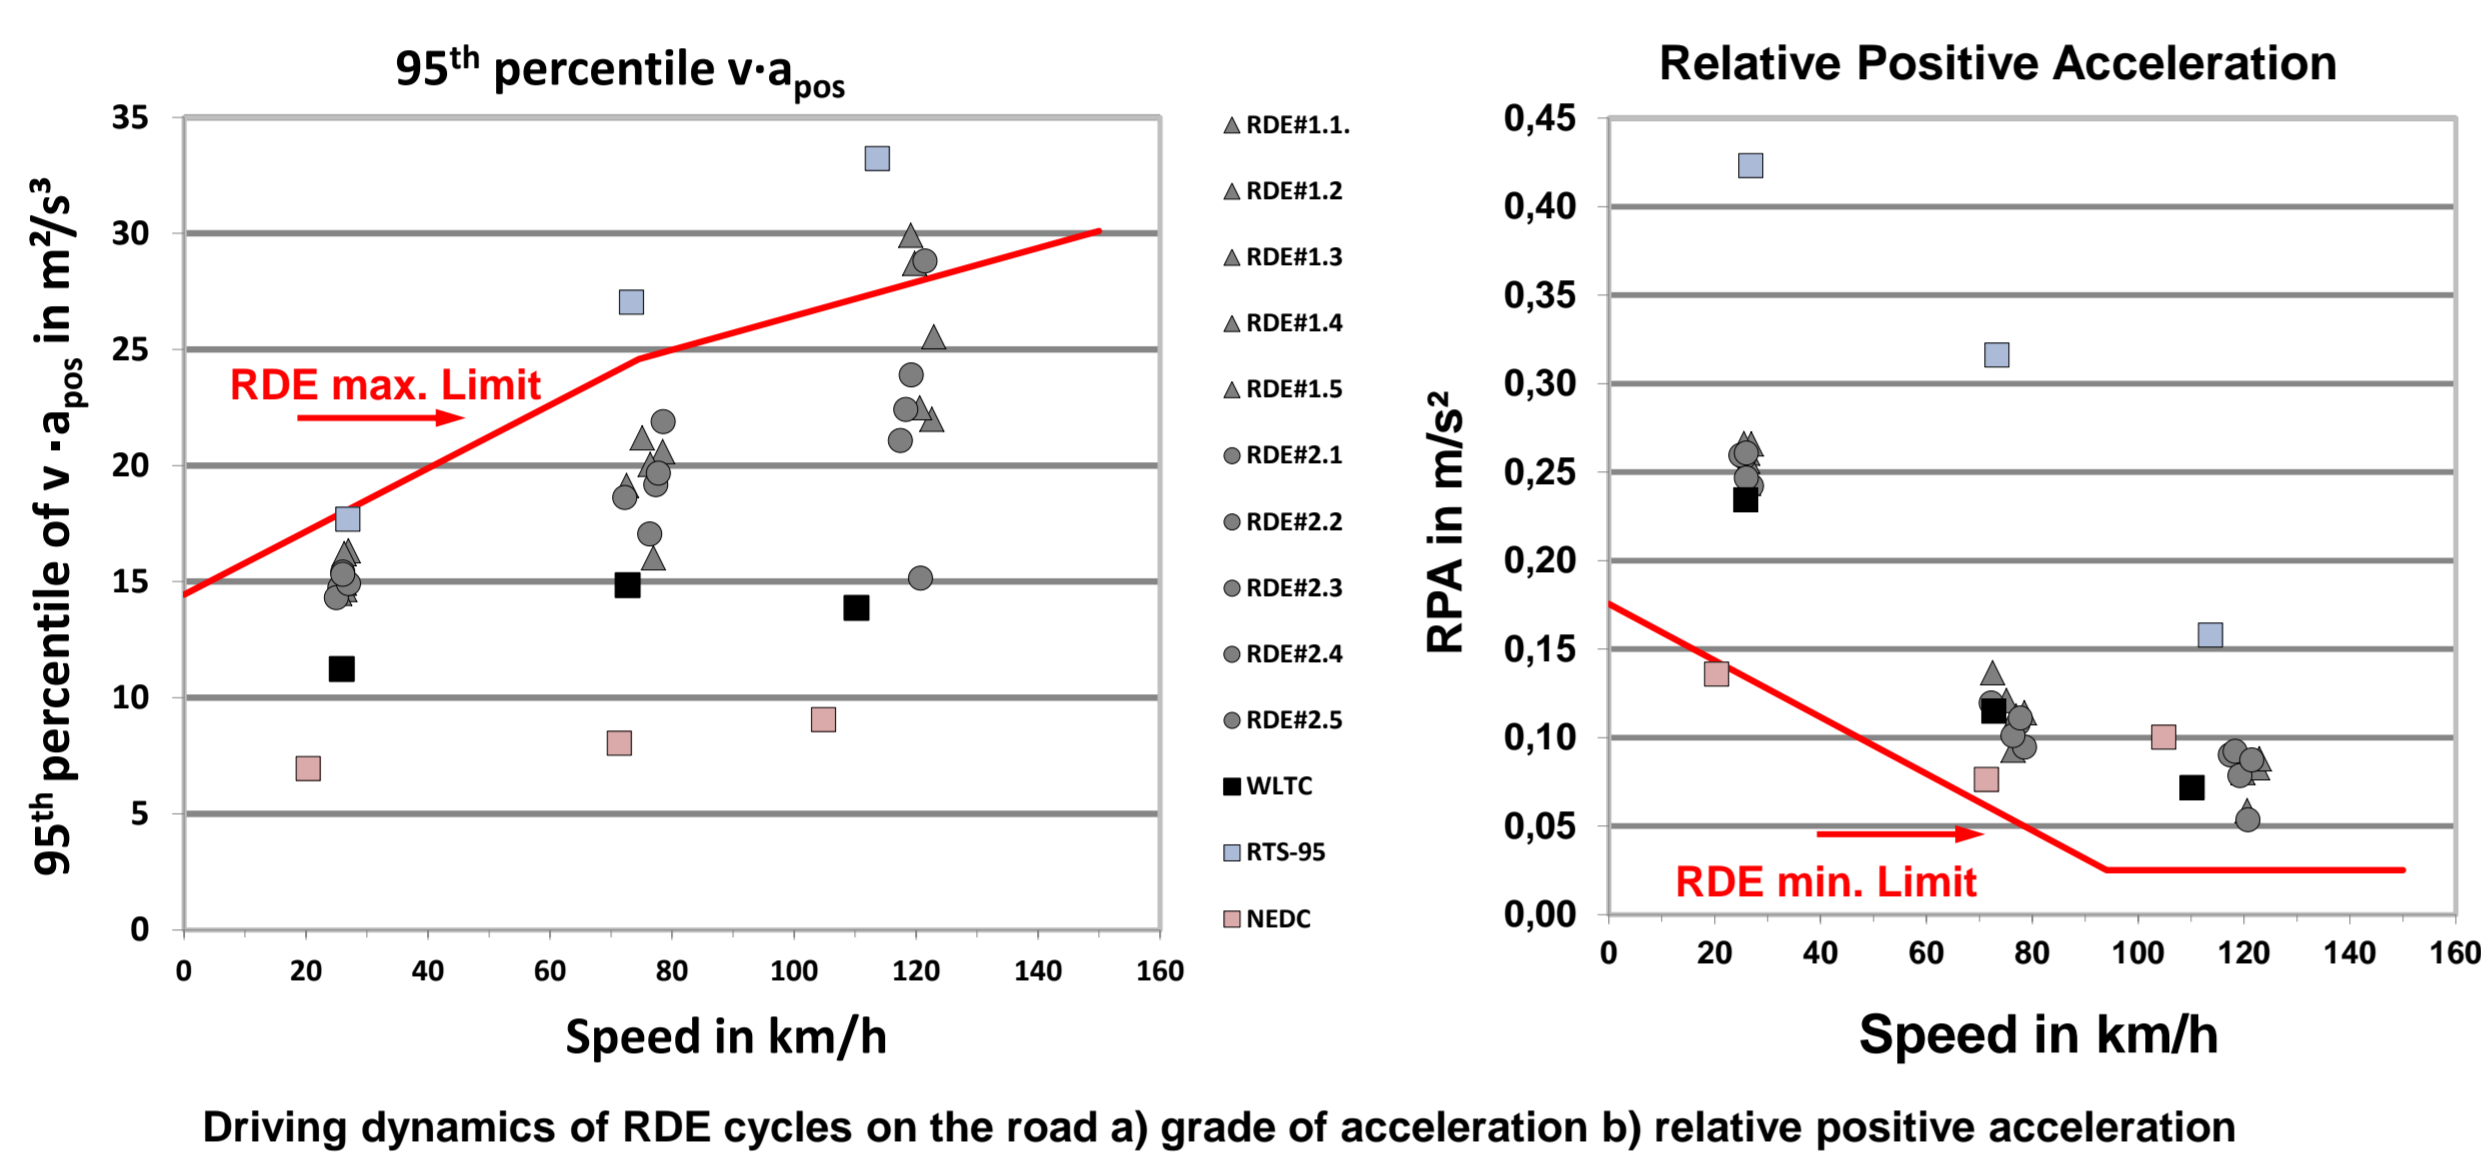 95th percentile v·apos
35
30
25
20
15
10
5
0
95th percentile of v ·apos in m²/s³
RDE max. Limit
0 20 40 60 80 100 120 140 160
Speed in km/h
RDE#1.1.
RDE#1.2
RDE#1.3
RDE#1.4
RDE#1.5
RDE#2.1
RDE#2.2
RDE#2.3
RDE#2.4
RDE#2.5
WLTC
RTS-95
NEDC
Relative Positive Acceleration
0,45
0,40
0,35
0,30
0,25
0,20
0,15
0,10
0,05
0,00
RPA in m/s²
RDE min. Limit
0 20 40 60 80 100 120 140 160
Speed in km/h
Driving dynamics of RDE cycles on the road a) grade of acceleration b) relative positive acceleration